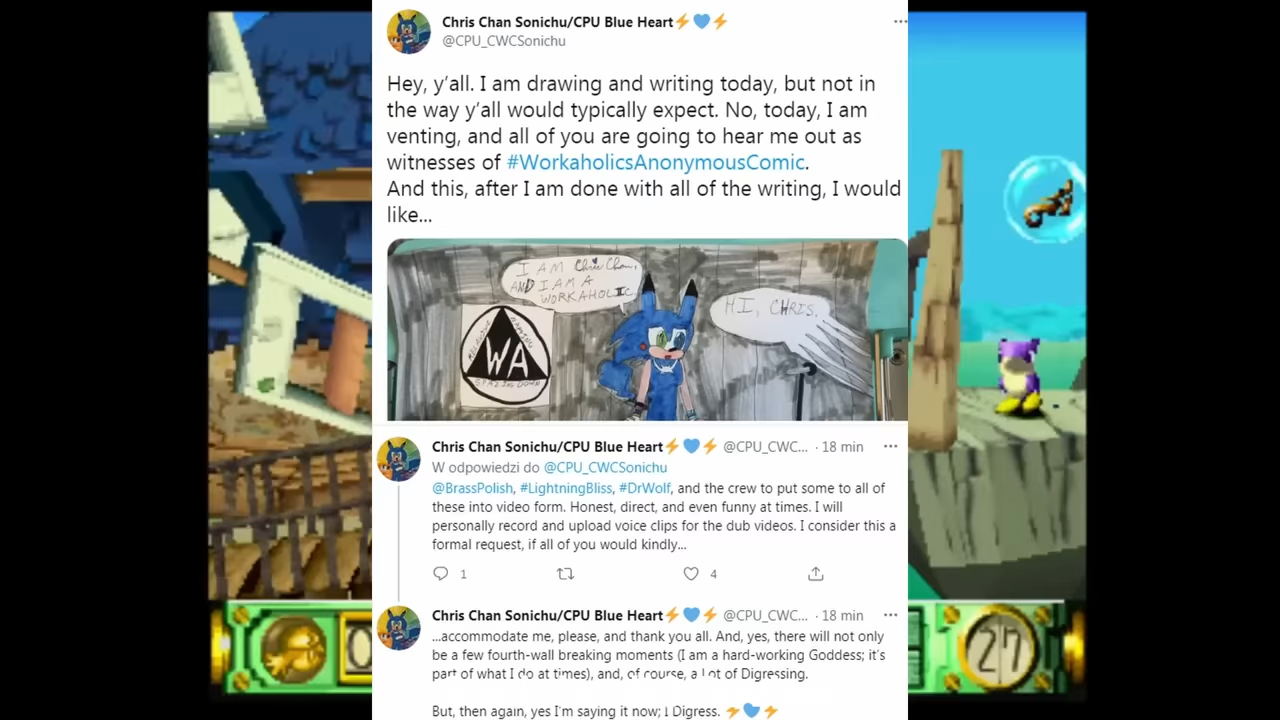 Chris Chan Sonichu/CPU Blue Heart⚡💙⚡
@CPU_CWCSonichu
Hey, y'all. I am drawing and writing today, but not in
the way y'all would typically expect. No, today, I am
venting, and all of you are going to hear me out as
witnesses of #WorkaholicsAnonymousComic.
And this, after I am done with all of the writing, I would
like...
I AM Chris Chan,
AND I AM A
WORKAHOLIC.
HI, CHRIS.
WA
Chris Chan Sonichu/CPU Blue Heart⚡💙⚡ @CPU_CWC... · 18 min
W odpowiedzi do @CPU_CWCSonichu
@BrassPolish, #LightningBliss, #DrWolf, and the crew to put some to all of
these into video form. Honest, direct, and even funny at times. I will
personally record and upload voice clips for the dub videos. I consider this a
formal request, if all of you would kindly...
1
4
Chris Chan Sonichu/CPU Blue Heart⚡💙⚡ @CPU_CWC... · 18 min
...accommodate me, please, and thank you all. And, yes, there will not only
be a few fourth-wall breaking moments (I am a hard-working Goddess; it's
part of what I do at times), and, of course, a Lot of Digressing.
But, then again, yes I'm saying it now; I Digress. ⚡💙⚡
0
27